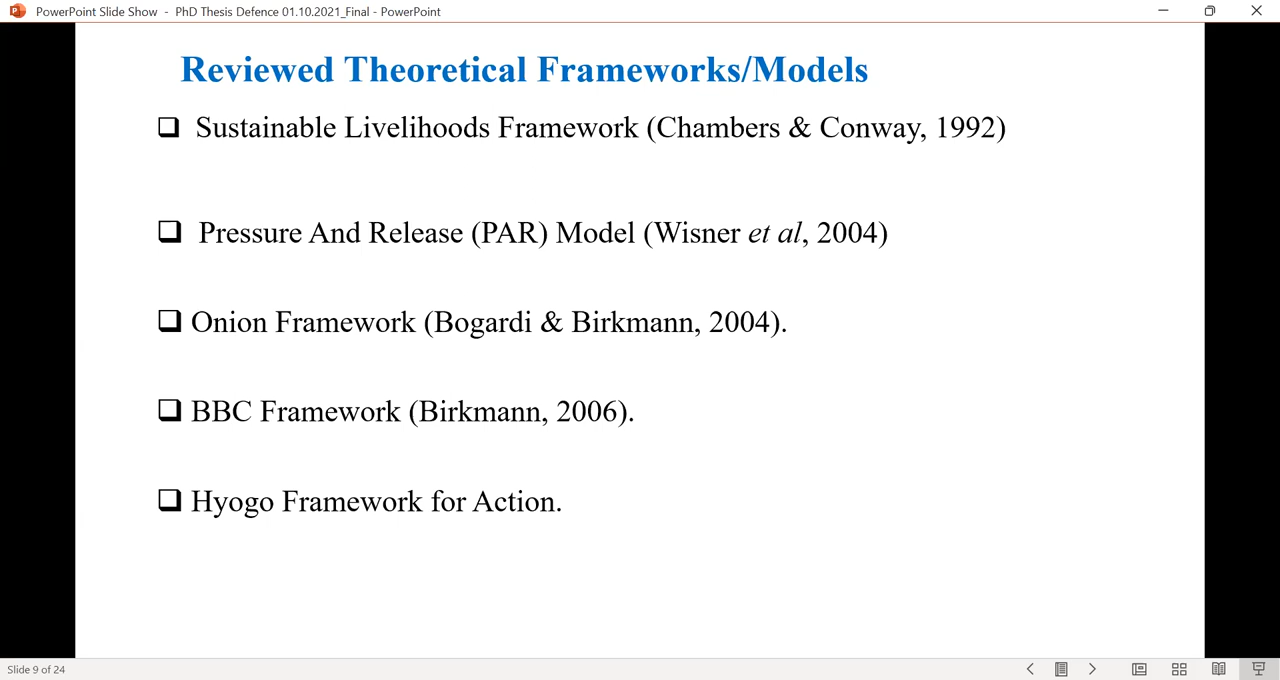 PowerPoint Slide Show - PhD Thesis Defence 01.10.2021_Final - PowerPoint
Reviewed Theoretical Frameworks/Models
Sustainable Livelihoods Framework (Chambers & Conway, 1992)
Pressure And Release (PAR) Model (Wisner et al, 2004)
Onion Framework (Bogardi & Birkmann, 2004).
BBC Framework (Birkmann, 2006).
Hyogo Framework for Action.
Slide 9 of 24